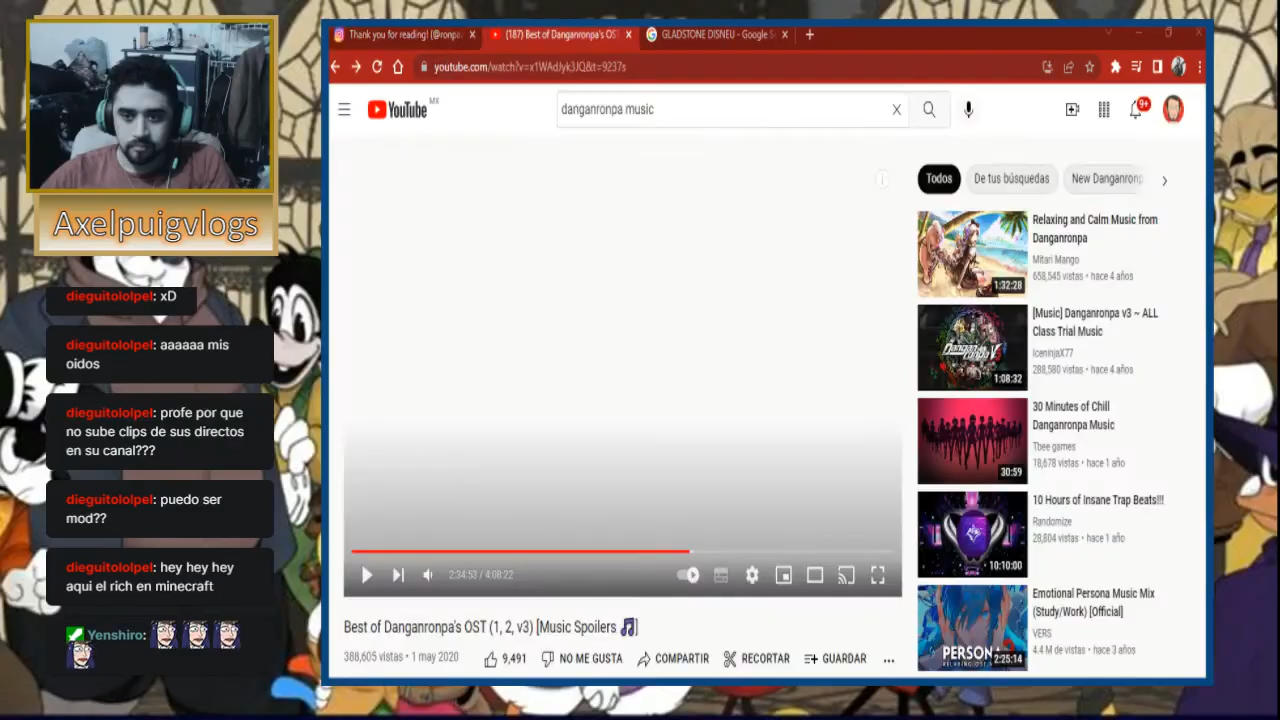 Thank you for reading! (@ronpa
(187) Best of Danganronpa's OST
GLADSTONE DISNEU - Google S
youtube.com/watch?v=x1WAdJyk3JQ&t=9237s
YouTube MX
danganronpa music
9+
Axelpuigvlogs
dieguitololpel: xD
dieguitololpel: aaaaaa mis
oidos
dieguitololpel: profe por que
no sube clips de sus directos
en su canal???
dieguitololpel: puedo ser
mod??
dieguitololpel: hey hey hey
aqui el rich en minecraft
Yenshiro:
2:34:53 / 4:08:22
Best of Danganronpa's OST (1, 2, v3) [Music Spoilers 🎵]
388,605 vistas • 1 may 2020
9,491
NO ME GUSTA
COMPARTIR
RECORTAR
GUARDAR
Todos
De tus búsquedas
New Danganronp
Relaxing and Calm Music from
Danganronpa
Mitari Mango
658,545 vistas • hace 4 años
1:32:28
[Music] Danganronpa v3 ~ ALL
Class Trial Music
IceninjaX77
288,580 vistas • hace 4 años
DanganRonpa V3
1:08:32
30 Minutes of Chill
Danganronpa Music
Tbee games
18,678 vistas • hace 1 año
30:59
10 Hours of Insane Trap Beats!!!
Randomize
28,804 vistas • hace 1 año
10:10:00
Emotional Persona Music Mix
(Study/Work) [Official]
VERS
4.4 M de vistas • hace 3 años
PERSON
RELAXING OST
2:25:14